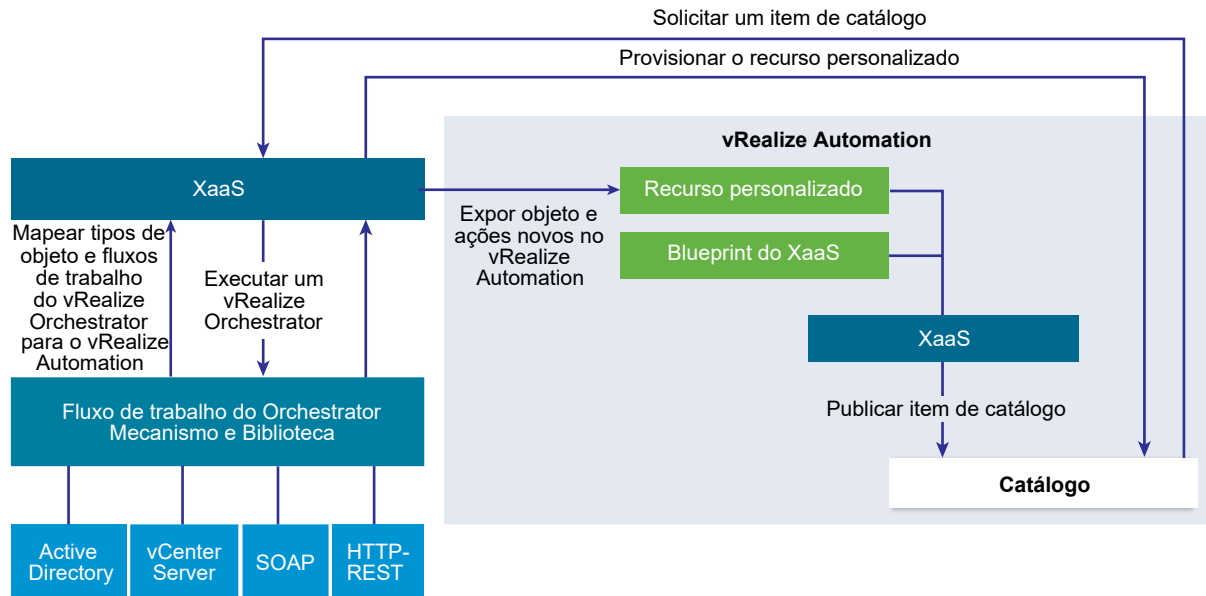 Solicitar um item de catálogo
Provisionar o recurso personalizado
vRealize Automation
XaaS
Recurso personalizado
Expor objeto e
ações novos no
vRealize
Automation
Blueprint do XaaS
Mapear tipos de
objeto e fluxos
de trabalho
do vRealize
Orchestrator
para o vRealize
Automation
Executar um
vRealize
Orchestrator
XaaS
Publicar item de catálogo
Fluxo de trabalho do Orchestrator
Mecanismo e Biblioteca
Catálogo
Active
Directory
vCenter
Server
SOAP
HTTP-
REST